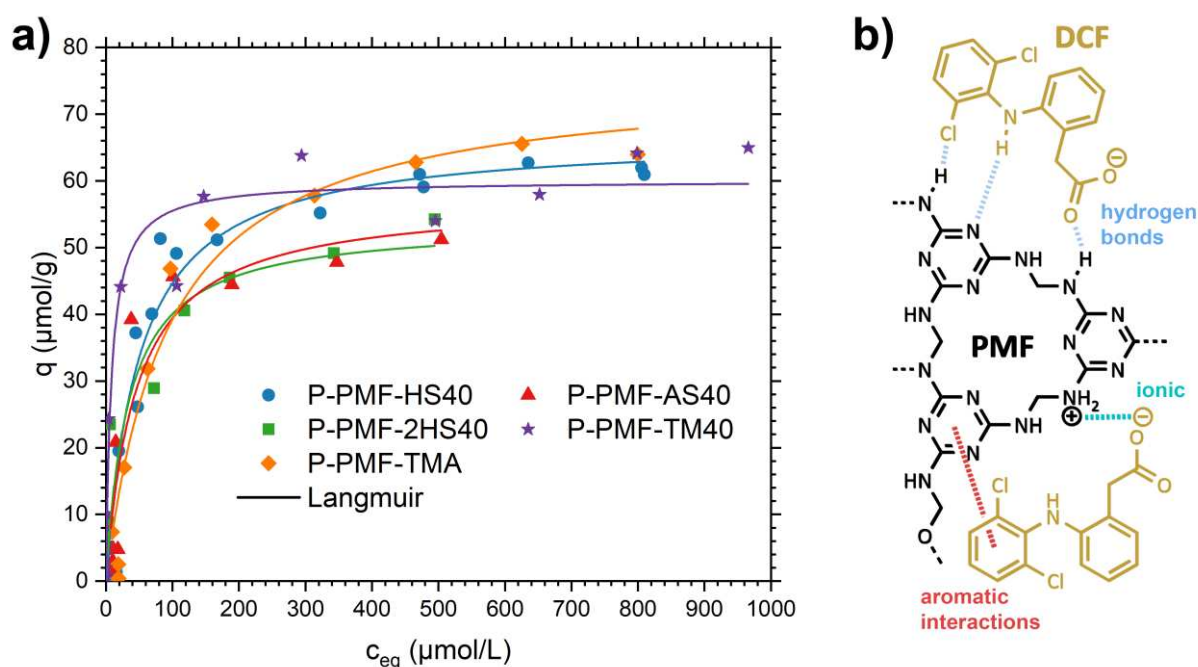 a)
80
70
60
50
40
30
20
10
0
q (µmol/g)
P-PMF-HS40
P-PMF-2HS40
P-PMF-TMA
Langmuir
P-PMF-AS40
P-PMF-TM40
0 100 200 300 400 500 600 700 800 900 1000
c_eq (µmol/L)
b)
DCF
Cl
Cl
N
H
H
N
O
⊖
O
hydrogen
bonds
H
N
N
N
N
NH
N
HN
PMF
N
N
N
N
ionic
NH2
⊕
⊖
N
N
N
NH
O
O
HN
Cl
H
N
O
Cl
aromatic
interactions